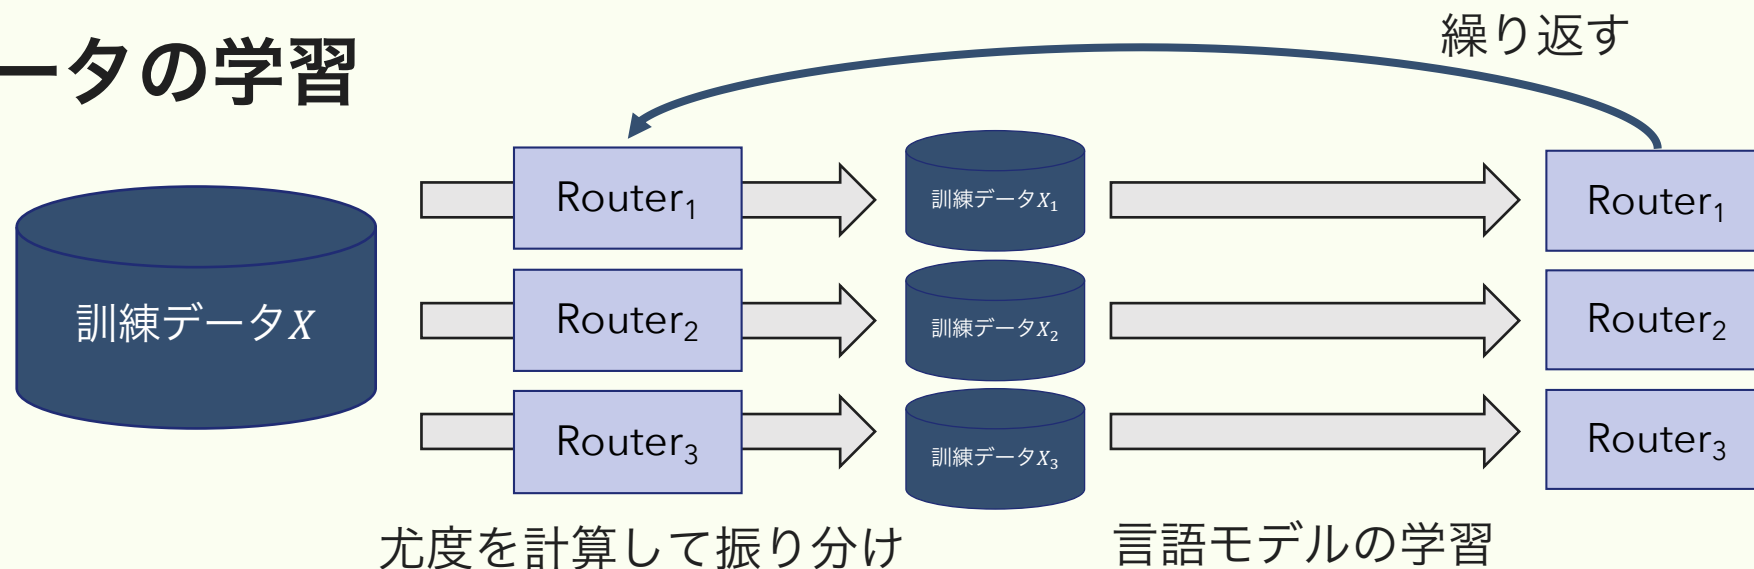 ータの学習
繰り返す
訓練データX
Router₁
Router₂
Router₃
訓練データX₁
訓練データX₂
訓練データX₃
Router₁
Router₂
Router₃
尤度を計算して振り分け
言語モデルの学習